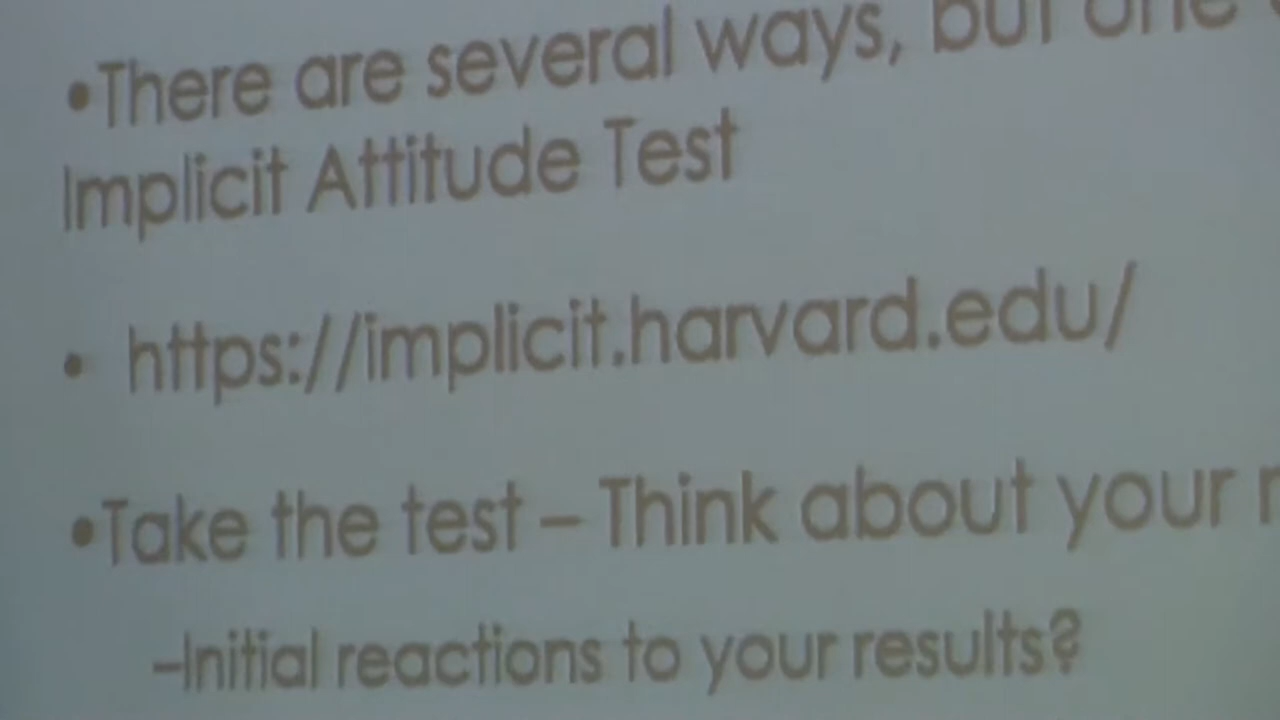 •There are several ways, but one
Implicit Attitude Test
• https://implicit.harvard.edu/
•Take the test – Think about your
–Initial reactions to your results?